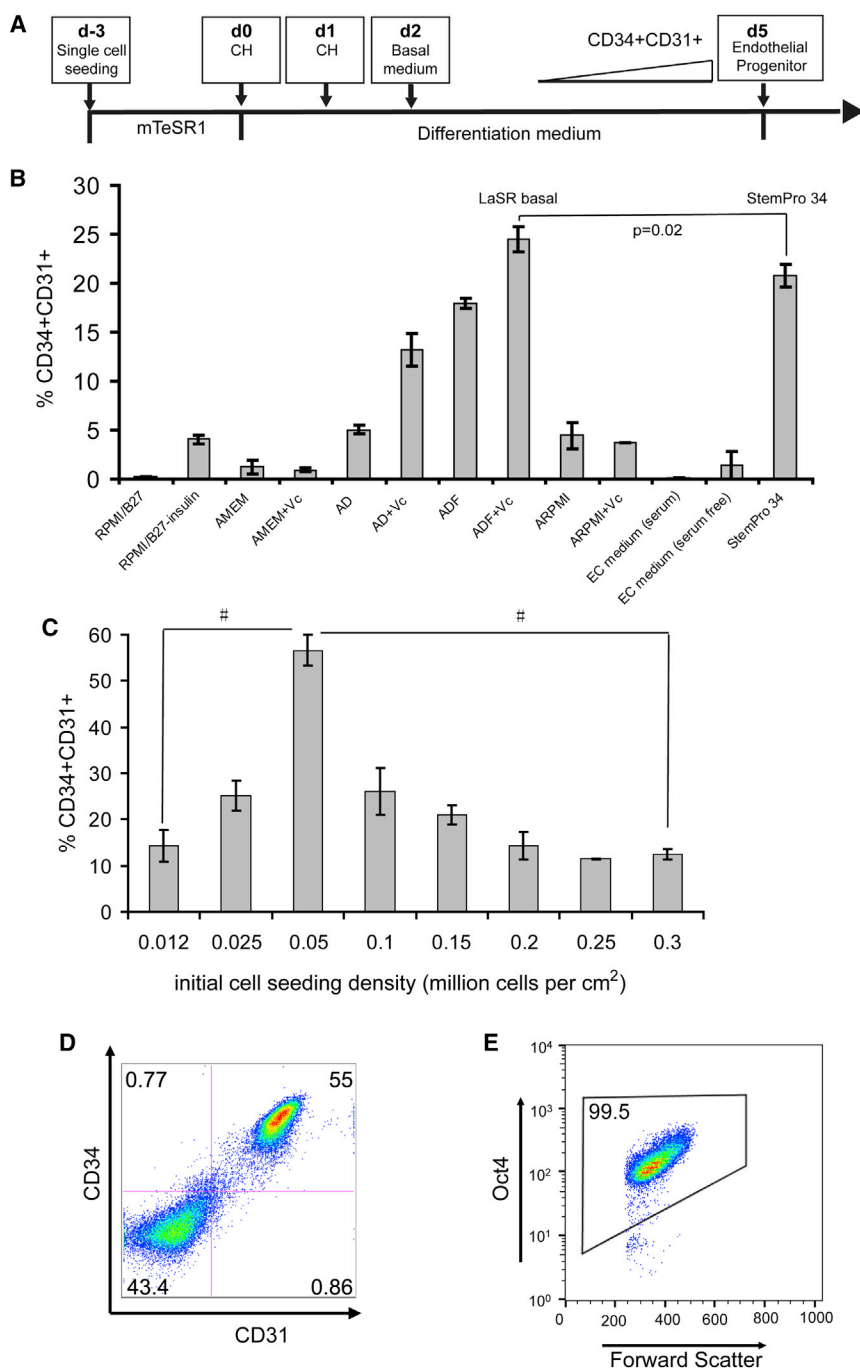 A
d-3
Single cell
seeding
d0
CH
d1
CH
d2
Basal
medium
CD34+CD31+
d5
Endothelial
Progenitor
mTeSR1
Differentiation medium
B
% CD34+CD31+
30
25
20
15
10
5
0
LaSR basal
StemPro 34
p=0.02
RPMI/B27
RPMI/B27-insulin
AMEM
AMEM+Vc
AD
AD+Vc
ADF
ADF+Vc
ARPMI
ARPMI+Vc
EC medium (serum)
EC medium (serum free)
StemPro 34
C
# #
% CD34+CD31+
60
50
40
30
20
10
0
0.012 0.025 0.05 0.1 0.15 0.2 0.25 0.3
initial cell seeding density (million cells per cm²)
D
0.77 55
CD34
43.4 0.86
CD31
E
10⁴
10³
10²
10¹
10⁰
99.5
Oct4
0 200 400 600 800 1000
Forward Scatter